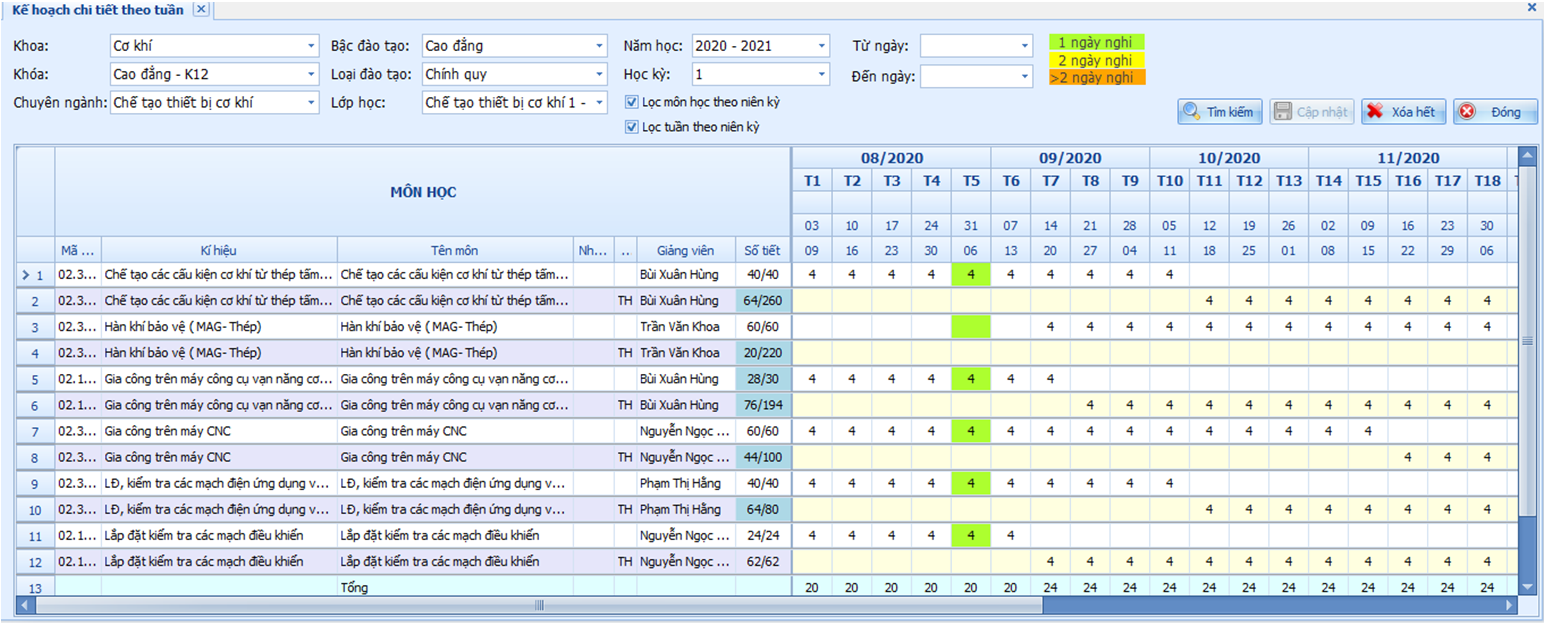 Kế hoạch chi tiết theo tuần
Khoa: Cơ khí Bậc đào tạo: Cao đẳng Năm học: 2020 - 2021 Từ ngày: 1 ngày nghi
2 ngày nghi
Khóa: Cao đẳng - K12 Loại đào tạo: Chính quy Học kỳ: 1 Đến ngày: >2 ngày nghi
Chuyên ngành: Chế tạo thiết bị cơ khí Lớp học: Chế tạo thiết bị cơ khí 1 - Lọc môn học theo niên kỳ
Tìm kiếm Cập nhật Xóa hết Đóng
Lọc tuần theo niên kỳ
MÔN HỌC 08/2020 09/2020 10/2020 11/2020
T1 T2 T3 T4 T5 T6 T7 T8 T9 T10 T11 T12 T13 T14 T15 T16 T17 T18
03 10 17 24 31 07 14 21 28 05 12 19 26 02 09 16 23 30
Mã ... Kí hiệu Tên môn Nh... .. Giảng viên Số tiết 09 16 23 30 06 13 20 27 04 11 18 25 01 08 15 22 29 06
1 02.3... Chế tạo các cấu kiện cơ khí từ thép tấm... Chế tạo các cấu kiện cơ khí từ thép tấm... Bùi Xuân Hùng 40/40 4 4 4 4 4 4 4 4 4 4
2 02.3... Chế tạo các cấu kiện cơ khí từ thép tấm... Chế tạo các cấu kiện cơ khí từ thép tấm... TH Bùi Xuân Hùng 64/260 4 4 4 4 4 4 4 4
3 02.3... Hàn khí bảo vệ ( MAG- Thép) Hàn khí bảo vệ ( MAG- Thép) Trần Văn Khoa 60/60 4 4 4 4 4 4 4 4 4 4 4 4
4 02.3... Hàn khí bảo vệ ( MAG- Thép) Hàn khí bảo vệ ( MAG- Thép) TH Trần Văn Khoa 20/220
5 02.1... Gia công trên máy công cụ vạn năng cơ... Gia công trên máy công cụ vạn năng cơ... Bùi Xuân Hùng 28/30 4 4 4 4 4 4 4
6 02.1... Gia công trên máy công cụ vạn năng cơ... Gia công trên máy công cụ vạn năng cơ... TH Bùi Xuân Hùng 76/194 4 4 4 4 4 4 4 4 4 4 4
7 02.3... Gia công trên máy CNC Gia công trên máy CNC Nguyễn Ngọc ... 60/60 4 4 4 4 4 4 4 4 4 4 4 4 4 4 4
8 02.3... Gia công trên máy CNC Gia công trên máy CNC TH Nguyễn Ngọc ... 44/100 4 4 4
9 02.3... LĐ, kiểm tra các mạch điện ứng dụng v... LĐ, kiểm tra các mạch điện ứng dụng v... Phạm Thị Hằng 40/40 4 4 4 4 4 4 4 4 4 4
10 02.3... LĐ, kiểm tra các mạch điện ứng dụng v... LĐ, kiểm tra các mạch điện ứng dụng v... TH Phạm Thị Hằng 64/80 4 4 4 4 4 4 4 4
11 02.1... Lắp đặt kiểm tra các mạch điều khiển Lắp đặt kiểm tra các mạch điều khiển Nguyễn Ngọc ... 24/24 4 4 4 4 4 4
12 02.1... Lắp đặt kiểm tra các mạch điều khiển Lắp đặt kiểm tra các mạch điều khiển TH Nguyễn Ngọc ... 62/62 4 4 4 4 4 4 4 4 4 4 4 4
13 Tổng 20 20 20 20 20 20 24 24 24 24 24 24 24 24 24 24 24 24